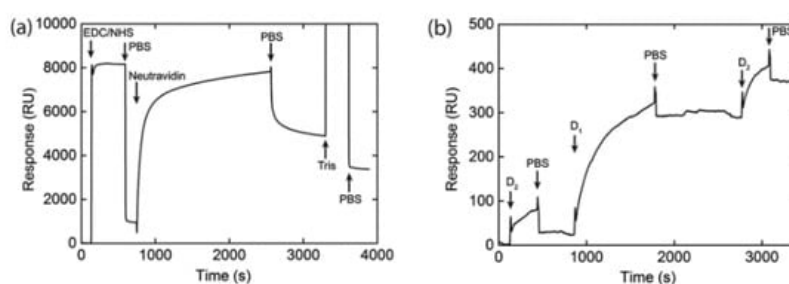 (a)
EDC/NHS
PBS
Neutravidin
PBS
Tris
PBS
Response (RU)
10000
8000
6000
4000
2000
0
0 1000 2000 3000 4000
Time (s)
(b)
D₂
PBS
D₁
PBS
D₂
PBS
Response (RU)
500
400
300
200
100
0
0 1000 2000 3000
Time (s)